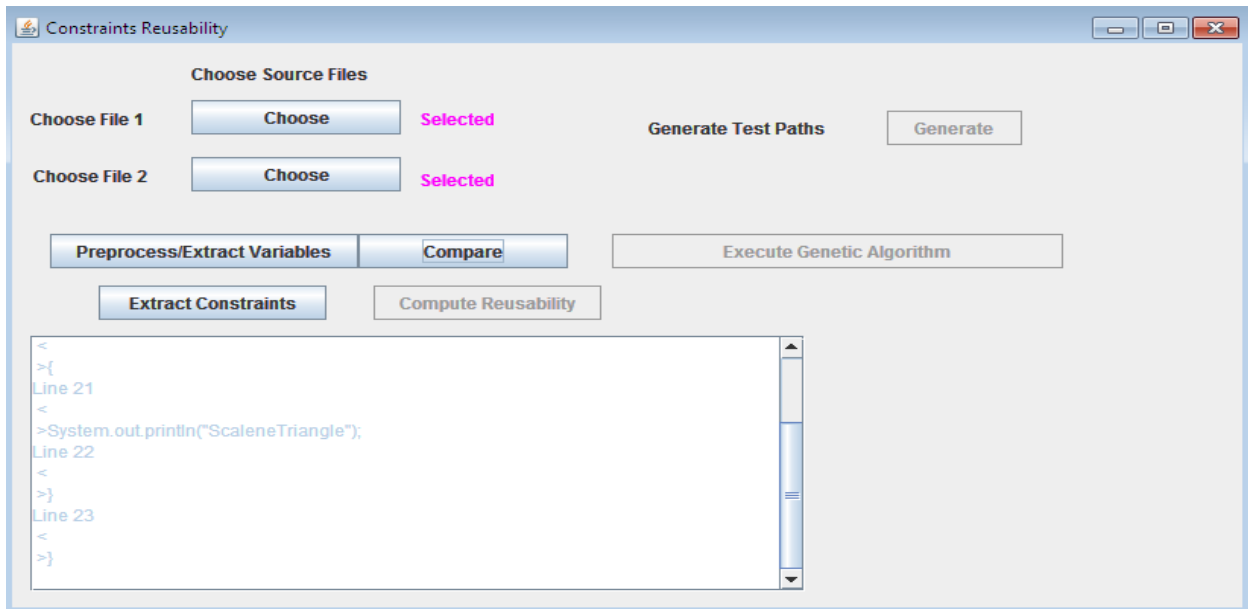 Constraints Reusability
Choose Source Files
Choose File 1 Choose Selected
Generate Test Paths Generate
Choose File 2 Choose Selected
Preprocess/Extract Variables Compare Execute Genetic Algorithm
Extract Constraints Compute Reusability
<
>{
Line 21
<
>System.out.println("ScaleneTriangle");
Line 22
<
>}
Line 23
<
>}